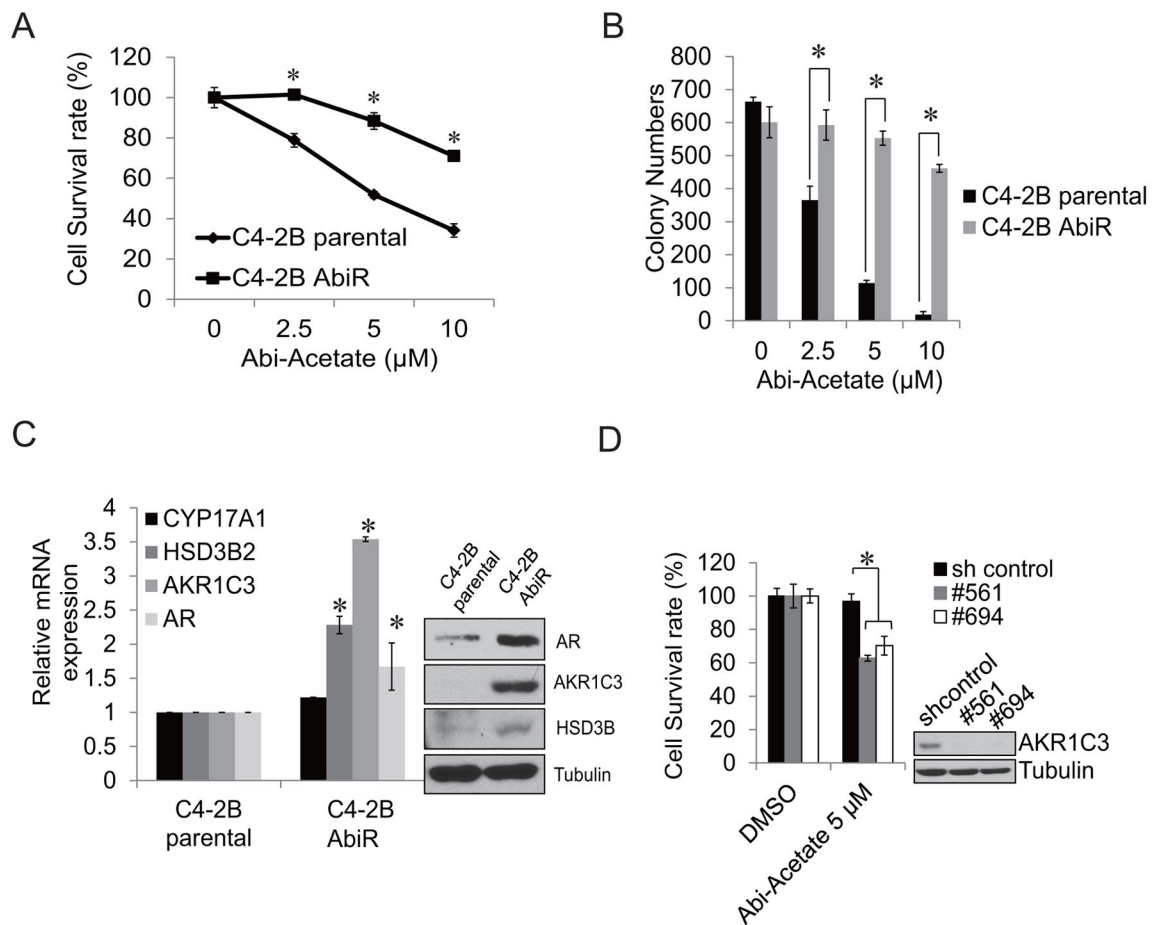 A
Cell Survival rate (%)
120
100
80
60
40
20
0
*
*
*
C4-2B parental
C4-2B AbiR
0 2.5 5 10
Abi-Acetate (µM)
B
Colony Numbers
800
700
600
500
400
300
200
100
0
*
*
*
C4-2B parental
C4-2B AbiR
0 2.5 5 10
Abi-Acetate (µM)
C
Relative mRNA
expression
4
3.5
3
2.5
2
1.5
1
0.5
0
CYP17A1
HSD3B2
AKR1C3
AR
*
*
*
C4-2B
parental
C4-2B
AbiR
C4-2B
parental
C4-2B
AbiR
AR
AKR1C3
HSD3B
Tubulin
D
Cell Survival rate (%)
120
100
80
60
40
20
0
*
sh control
#561
#694
DMSO
Abi-Acetate 5 µM
shcontrol
#561
#694
AKR1C3
Tubulin